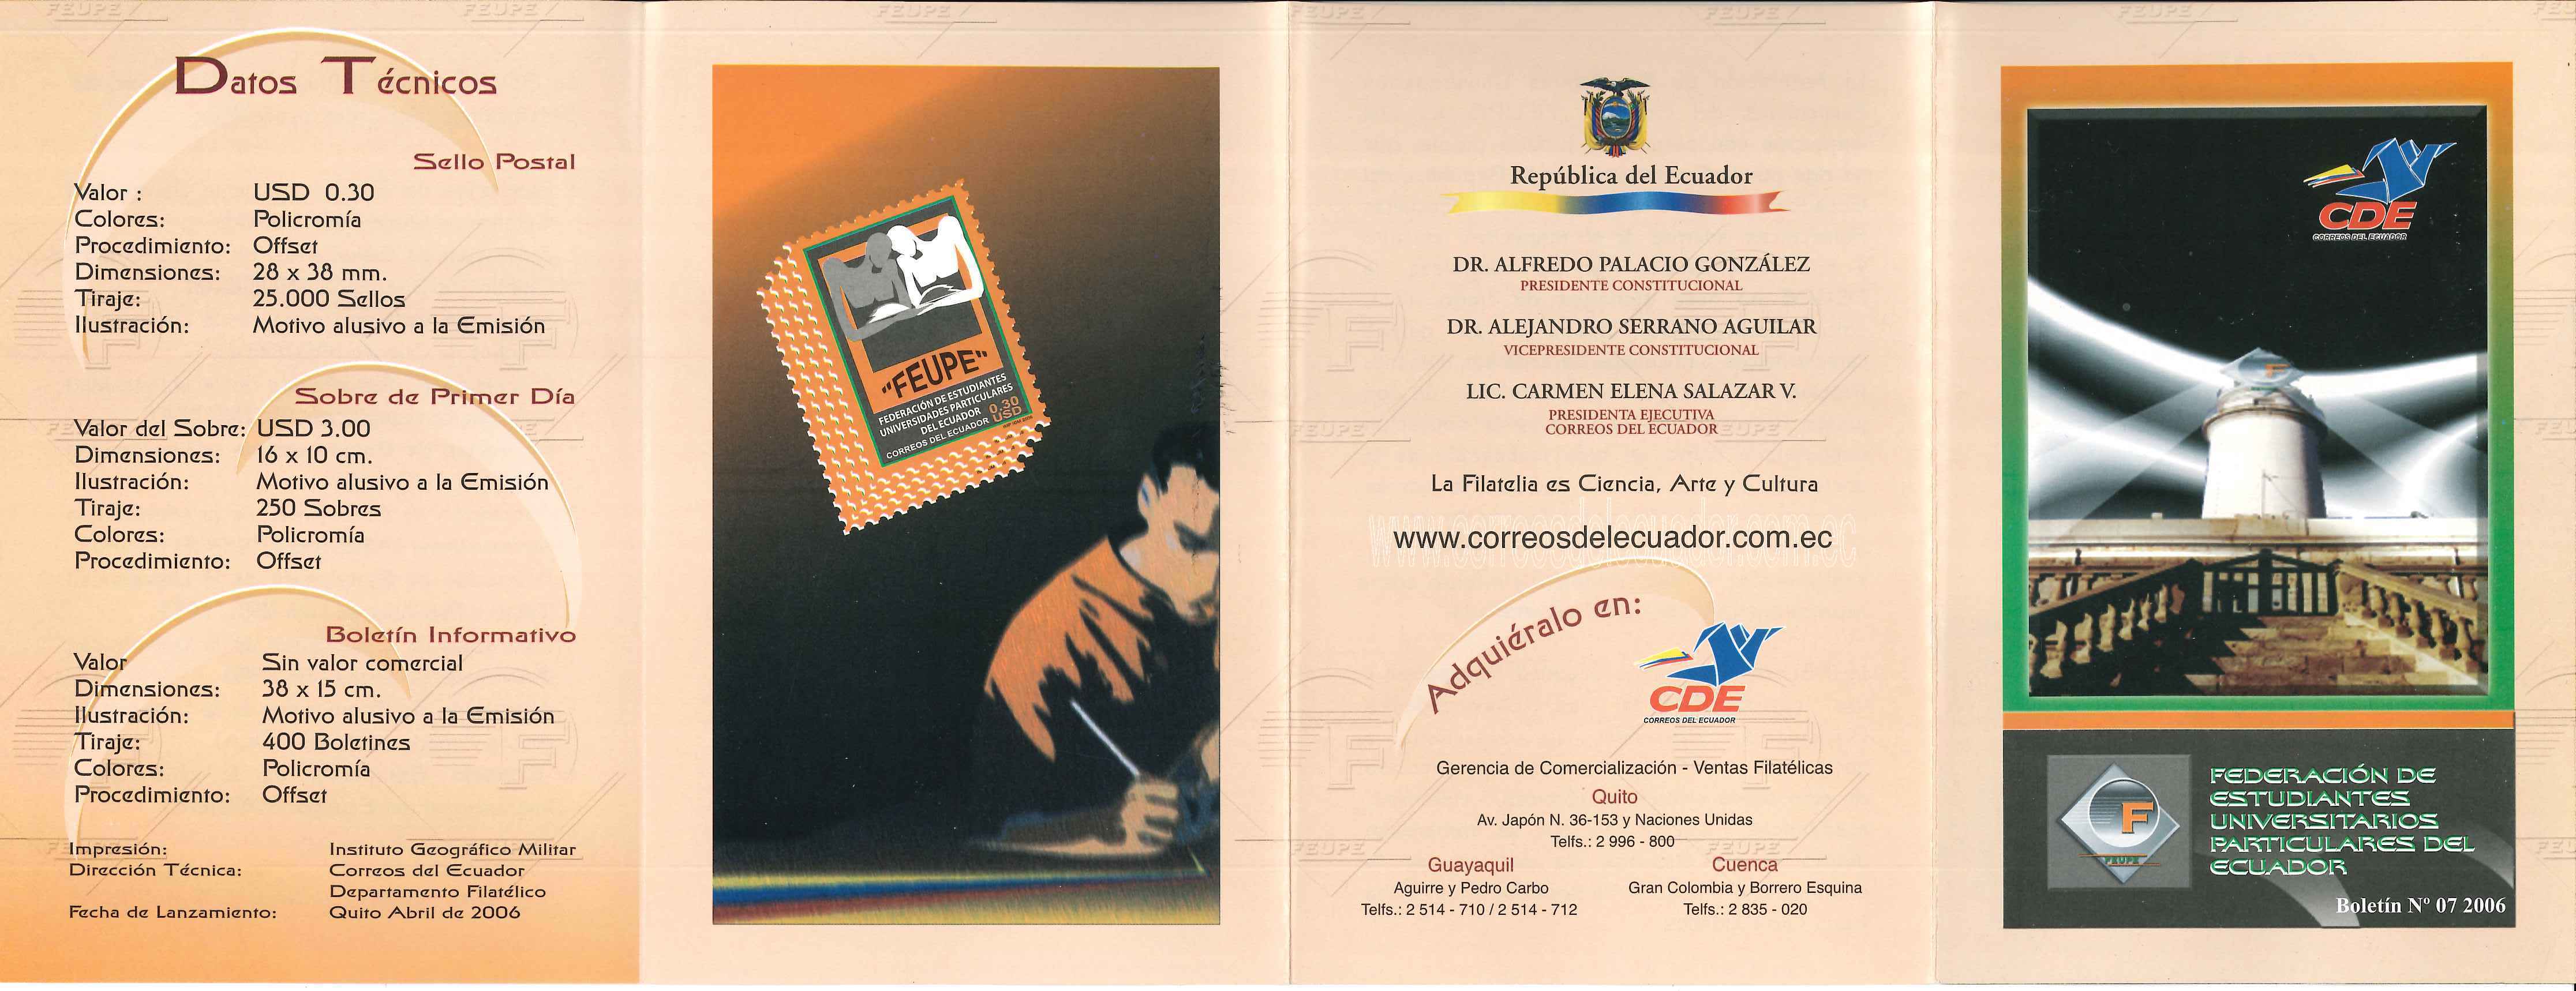 Datos Técnicos
Sello Postal
Valor : USD 0.30
Colores: Policromía
Procedimiento: Offset
Dimensiones: 28 x 38 mm.
Tiraje: 25.000 Sellos
Ilustración: Motivo alusivo a la Emisión
Sobre de Primer Día
Valor del Sobre: USD 3.00
Dimensiones: 16 x 10 cm.
Ilustración: Motivo alusivo a la Emisión
Tiraje: 250 Sobres
Colores: Policromía
Procedimiento: Offset
Boletín Informativo
Valor Sin valor comercial
Dimensiones: 38 x 15 cm.
Ilustración: Motivo alusivo a la Emisión
Tiraje: 400 Boletines
Colores: Policromía
Procedimiento: Offset
Impresión: Instituto Geográfico Militar
Dirección Técnica: Correos del Ecuador
Departamento Filatélico
Fecha de Lanzamiento: Quito Abril de 2006
"FEUPE"
FEDERACIÓN DE ESTUDIANTES
UNIVERSIDADES PARTICULARES
DEL ECUADOR
0.30
USD
CORREOS DEL ECUADOR
República del Ecuador
DR. ALFREDO PALACIO GONZÁLEZ
PRESIDENTE CONSTITUCIONAL
DR. ALEJANDRO SERRANO AGUILAR
VICEPRESIDENTE CONSTITUCIONAL
LIC. CARMEN ELENA SALAZAR V.
PRESIDENTA EJECUTIVA
CORREOS DEL ECUADOR
La Filatelia es Ciencia, Arte y Cultura
www.correosdelecuador.com.ec
Adquiéralo en:
CDE
CORREOS DEL ECUADOR
Gerencia de Comercialización - Ventas Filatélicas
Quito
Av. Japón N. 36-153 y Naciones Unidas
Telfs.: 2 996 - 800
Guayaquil
Aguirre y Pedro Carbo
Telfs.: 2 514 - 710 / 2 514 - 712
Cuenca
Gran Colombia y Borrero Esquina
Telfs.: 2 835 - 020
CDE
CORREOS DEL ECUADOR
F
F
FEUPE
FEDERACIÓN DE
ESTUDIANTES
UNIVERSITARIOS
PARTICULARES DEL
ECUADOR
Boletín Nº 07 2006